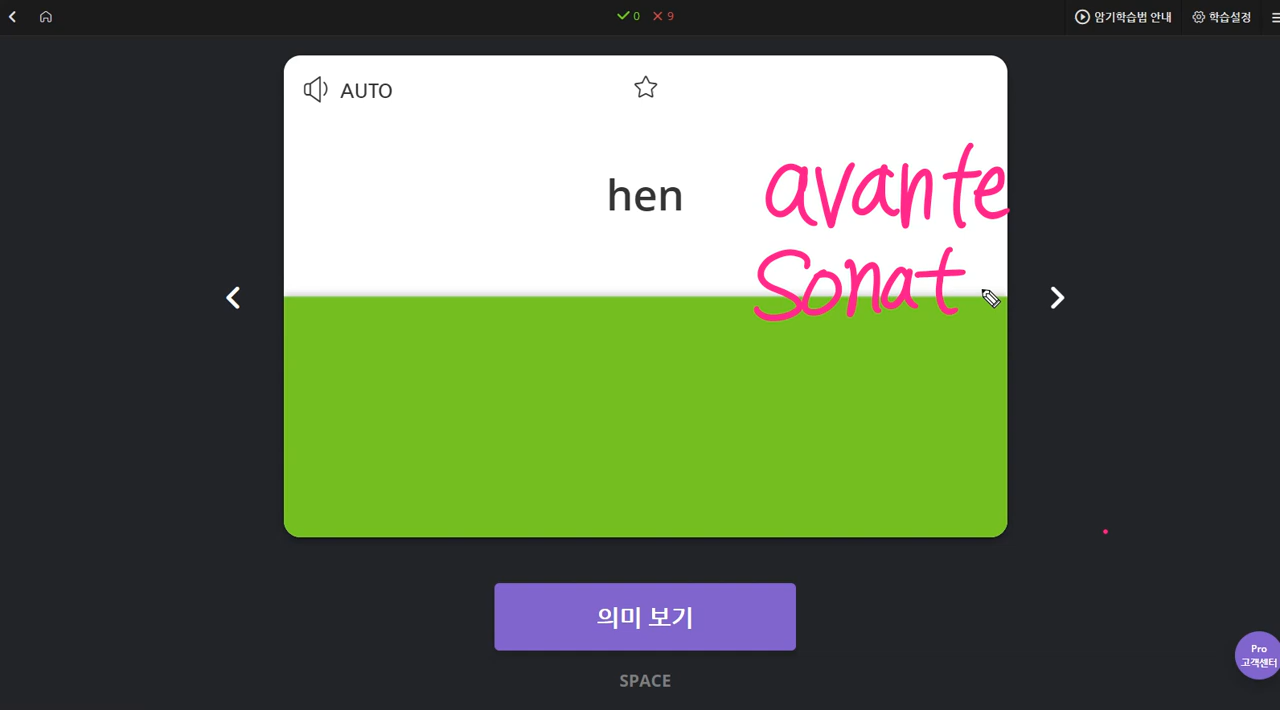 0 9 암기학습법 안내 학습설정
AUTO
hen
avante
Sonat
의미 보기
SPACE
Pro
고객센터